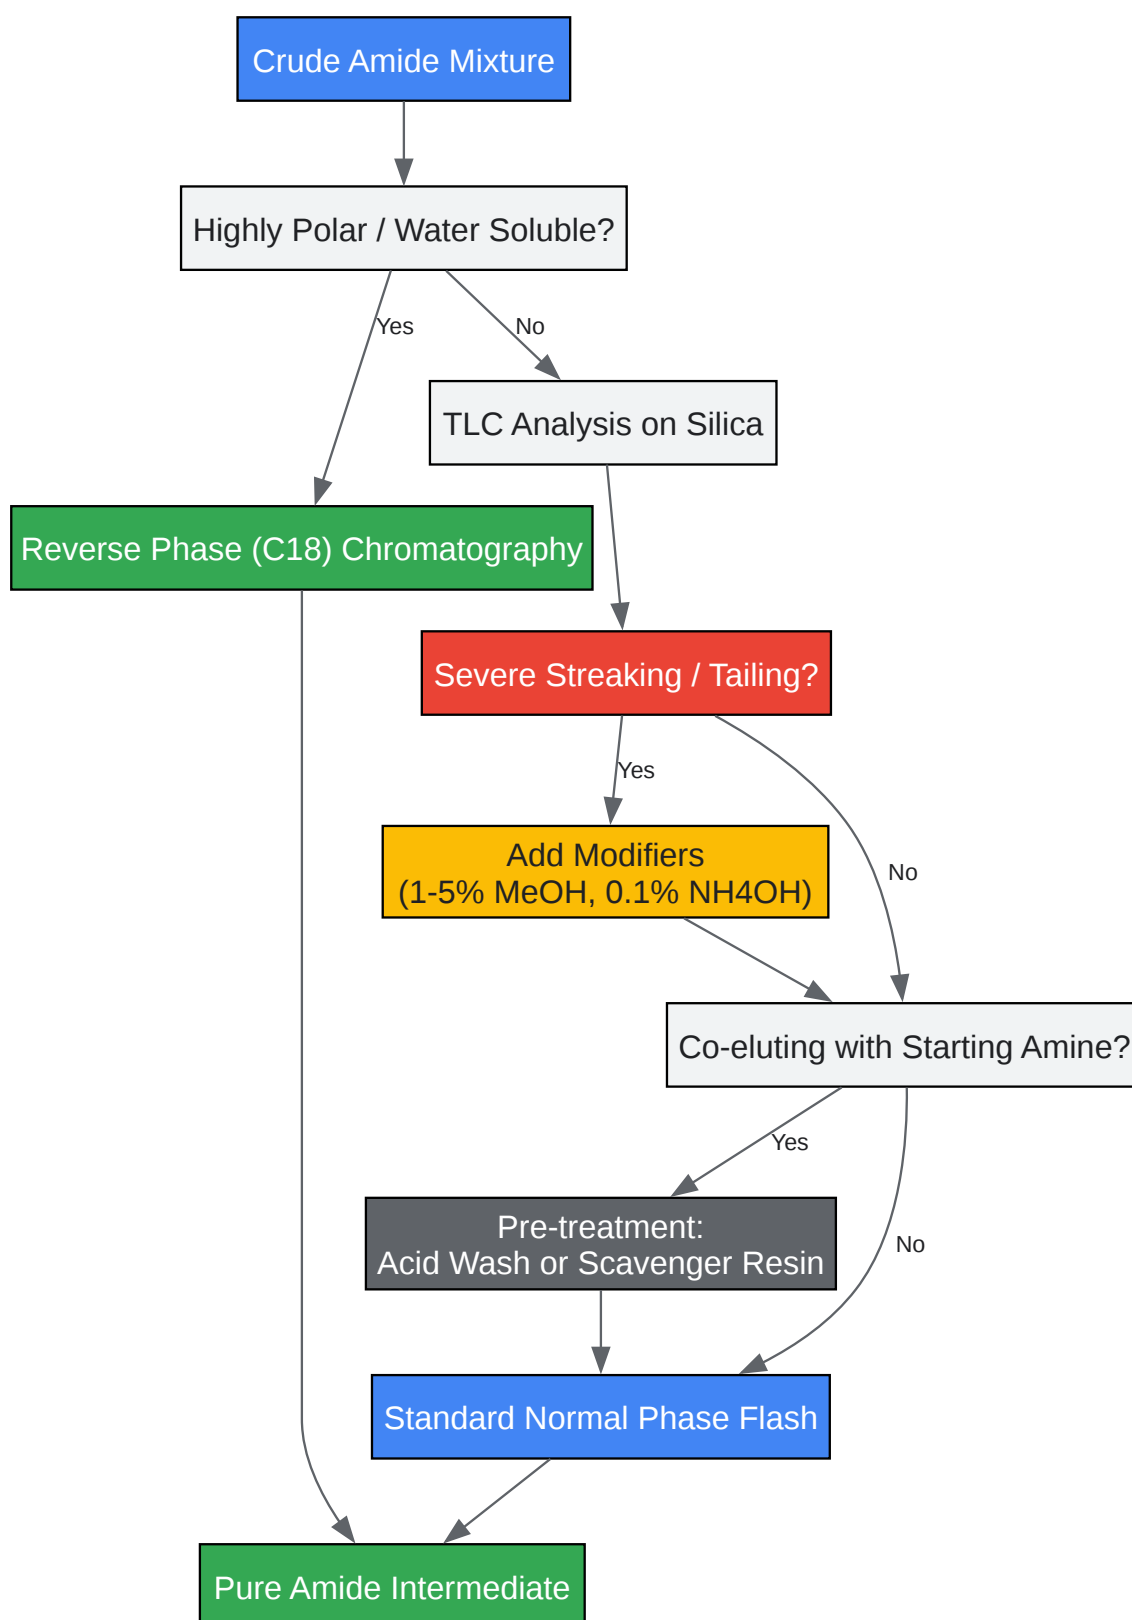 Crude Amide Mixture
Highly Polar / Water Soluble?
Yes
No
TLC Analysis on Silica
Reverse Phase (C18) Chromatography
Severe Streaking / Tailing?
Yes
Add Modifiers
(1-5% MeOH, 0.1% NH4OH)
No
Co-eluting with Starting Amine?
Yes
Pre-treatment:
Acid Wash or Scavenger Resin
No
Standard Normal Phase Flash
Pure Amide Intermediate